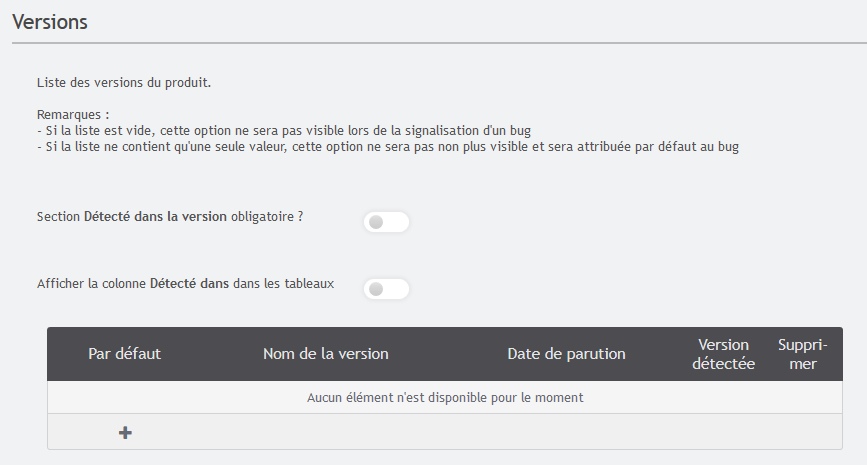 Versions
Liste des versions du produit.
Remarques :
- Si la liste est vide, cette option ne sera pas visible lors de la signalisation d'un bug
- Si la liste ne contient qu'une seule valeur, cette option ne sera pas non plus visible et sera attribuée par défaut au bug
Section Détecté dans la version obligatoire ?
Afficher la colonne Détecté dans dans les tableaux
Par défaut Nom de la version Date de parution Version détectée Suppri-mer
Aucun élément n'est disponible pour le moment
+